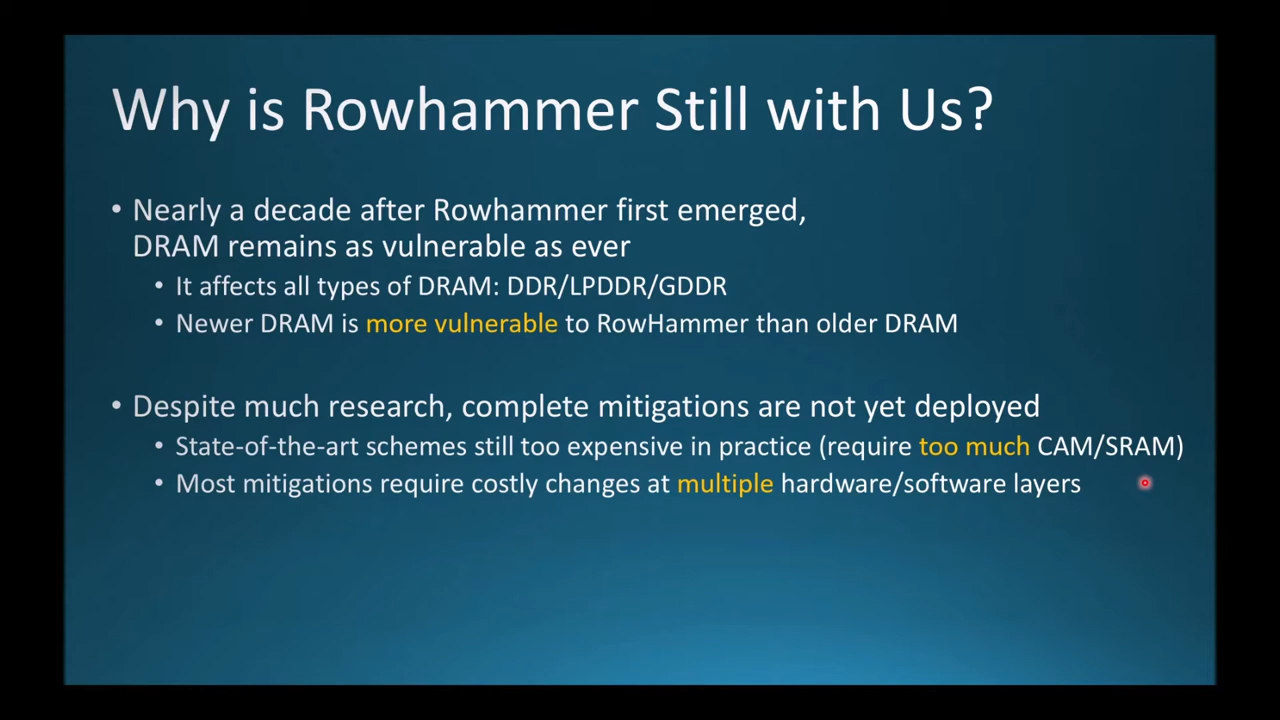 Why is Rowhammer Still with Us?
• Nearly a decade after Rowhammer first emerged,
DRAM remains as vulnerable as ever
• It affects all types of DRAM: DDR/LPDDR/GDDR
• Newer DRAM is more vulnerable to RowHammer than older DRAM
• Despite much research, complete mitigations are not yet deployed
• State-of-the-art schemes still too expensive in practice (require too much CAM/SRAM)
• Most mitigations require costly changes at multiple hardware/software layers